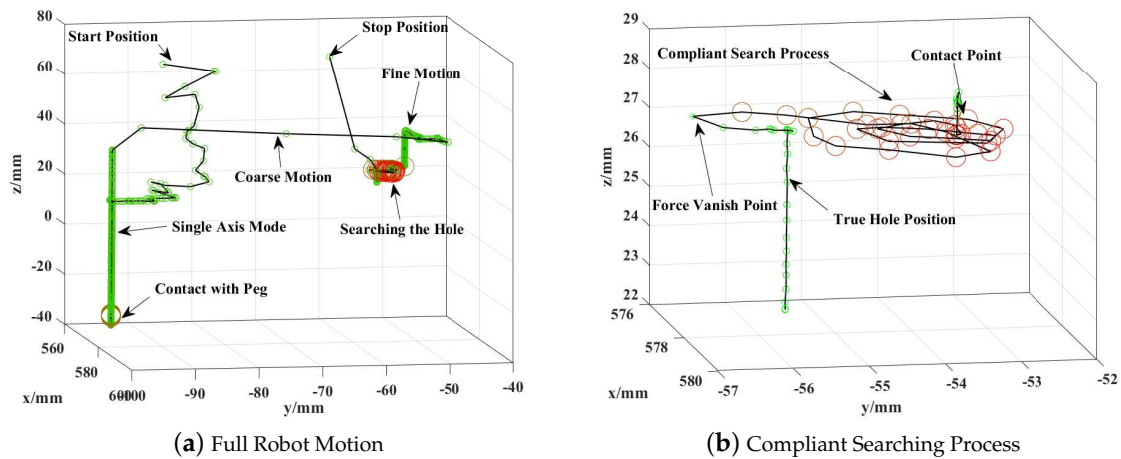 80
60
40
20
0
-20
-40
z/mm
Start Position
Stop Position
Fine Motion
Coarse Motion
Single Axis Mode
Searching the Hole
Contact with Peg
560
580
x/mm
-90
-80
-70
-60
-50
-40
y/mm
(a) Full Robot Motion
29
28
27
26
25
24
23
22
z/mm
Compliant Search Process
Contact Point
Force Vanish Point
True Hole Position
576
578
580
x/mm
-57
-56
-55
-54
-53
-52
y/mm
(b) Compliant Searching Process